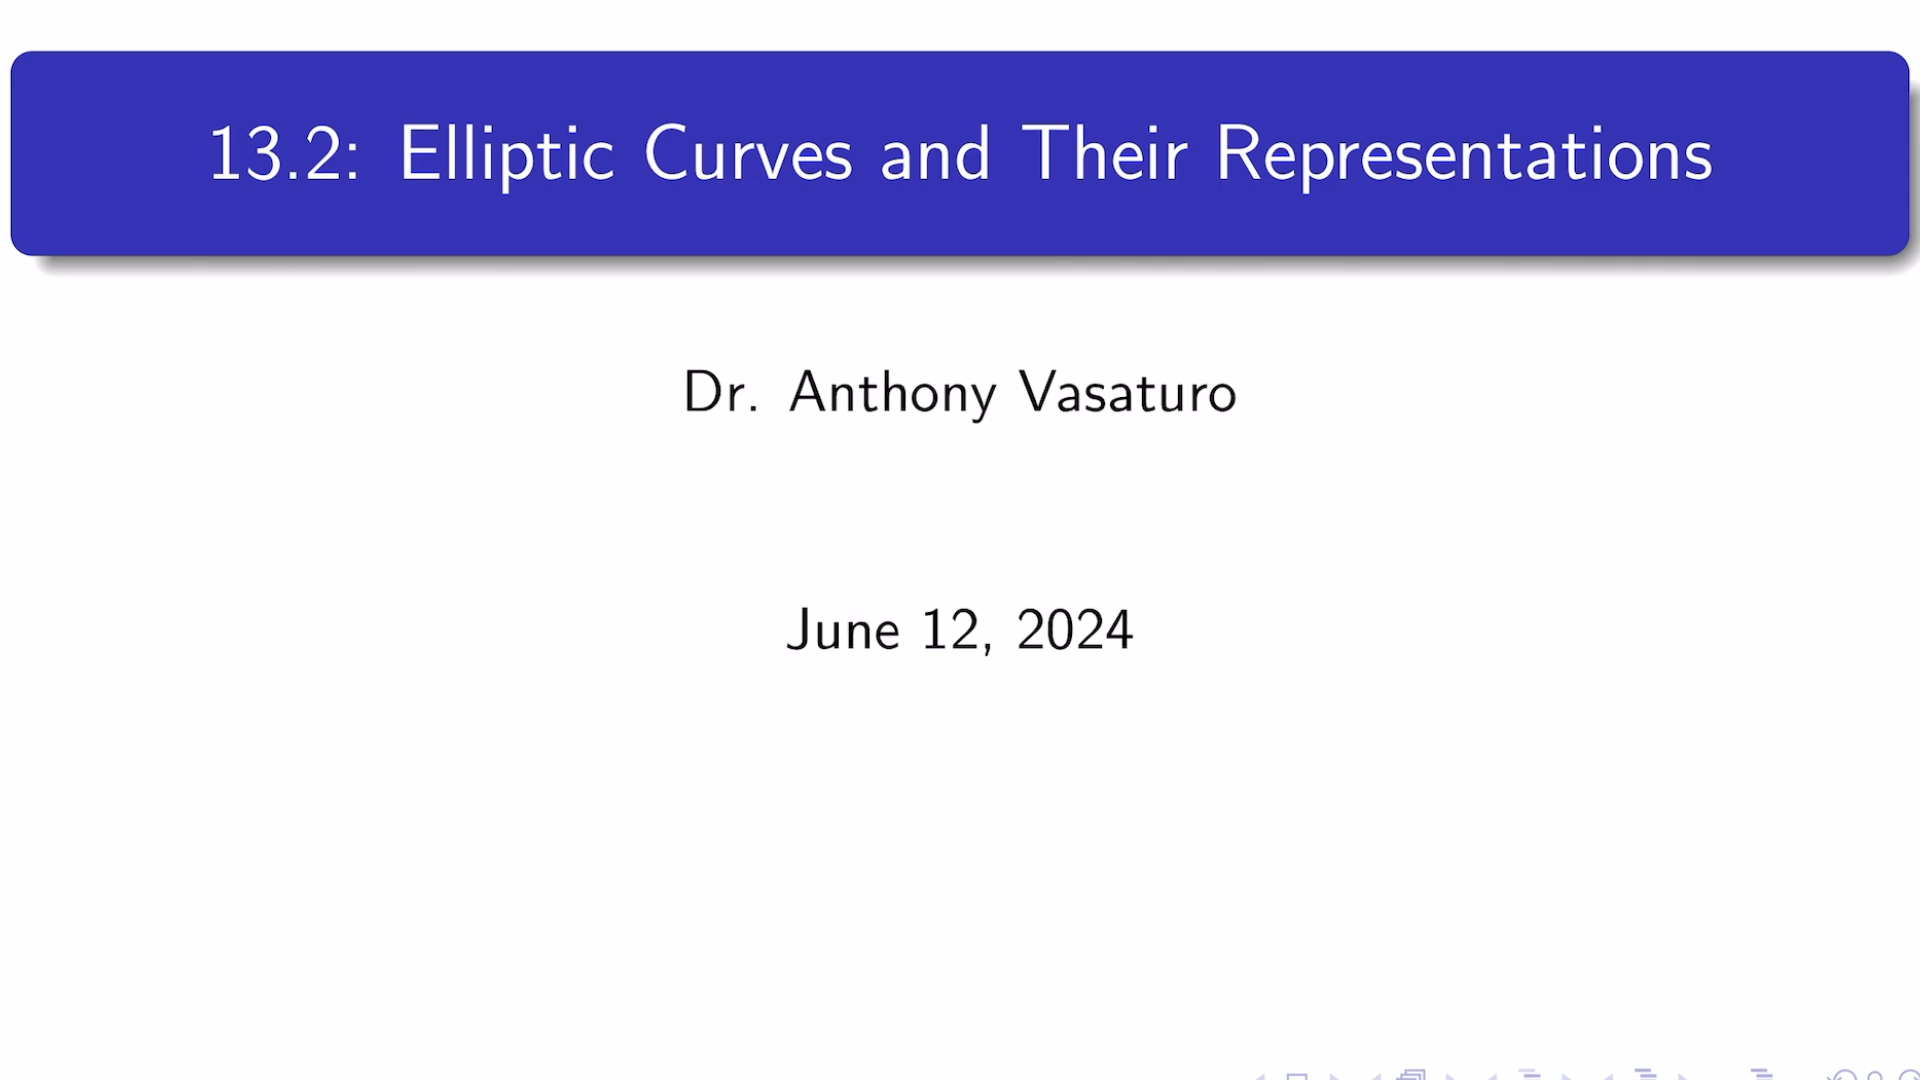 13.2: Elliptic Curves and Their Representations
Dr. Anthony Vasaturo
June 12, 2024